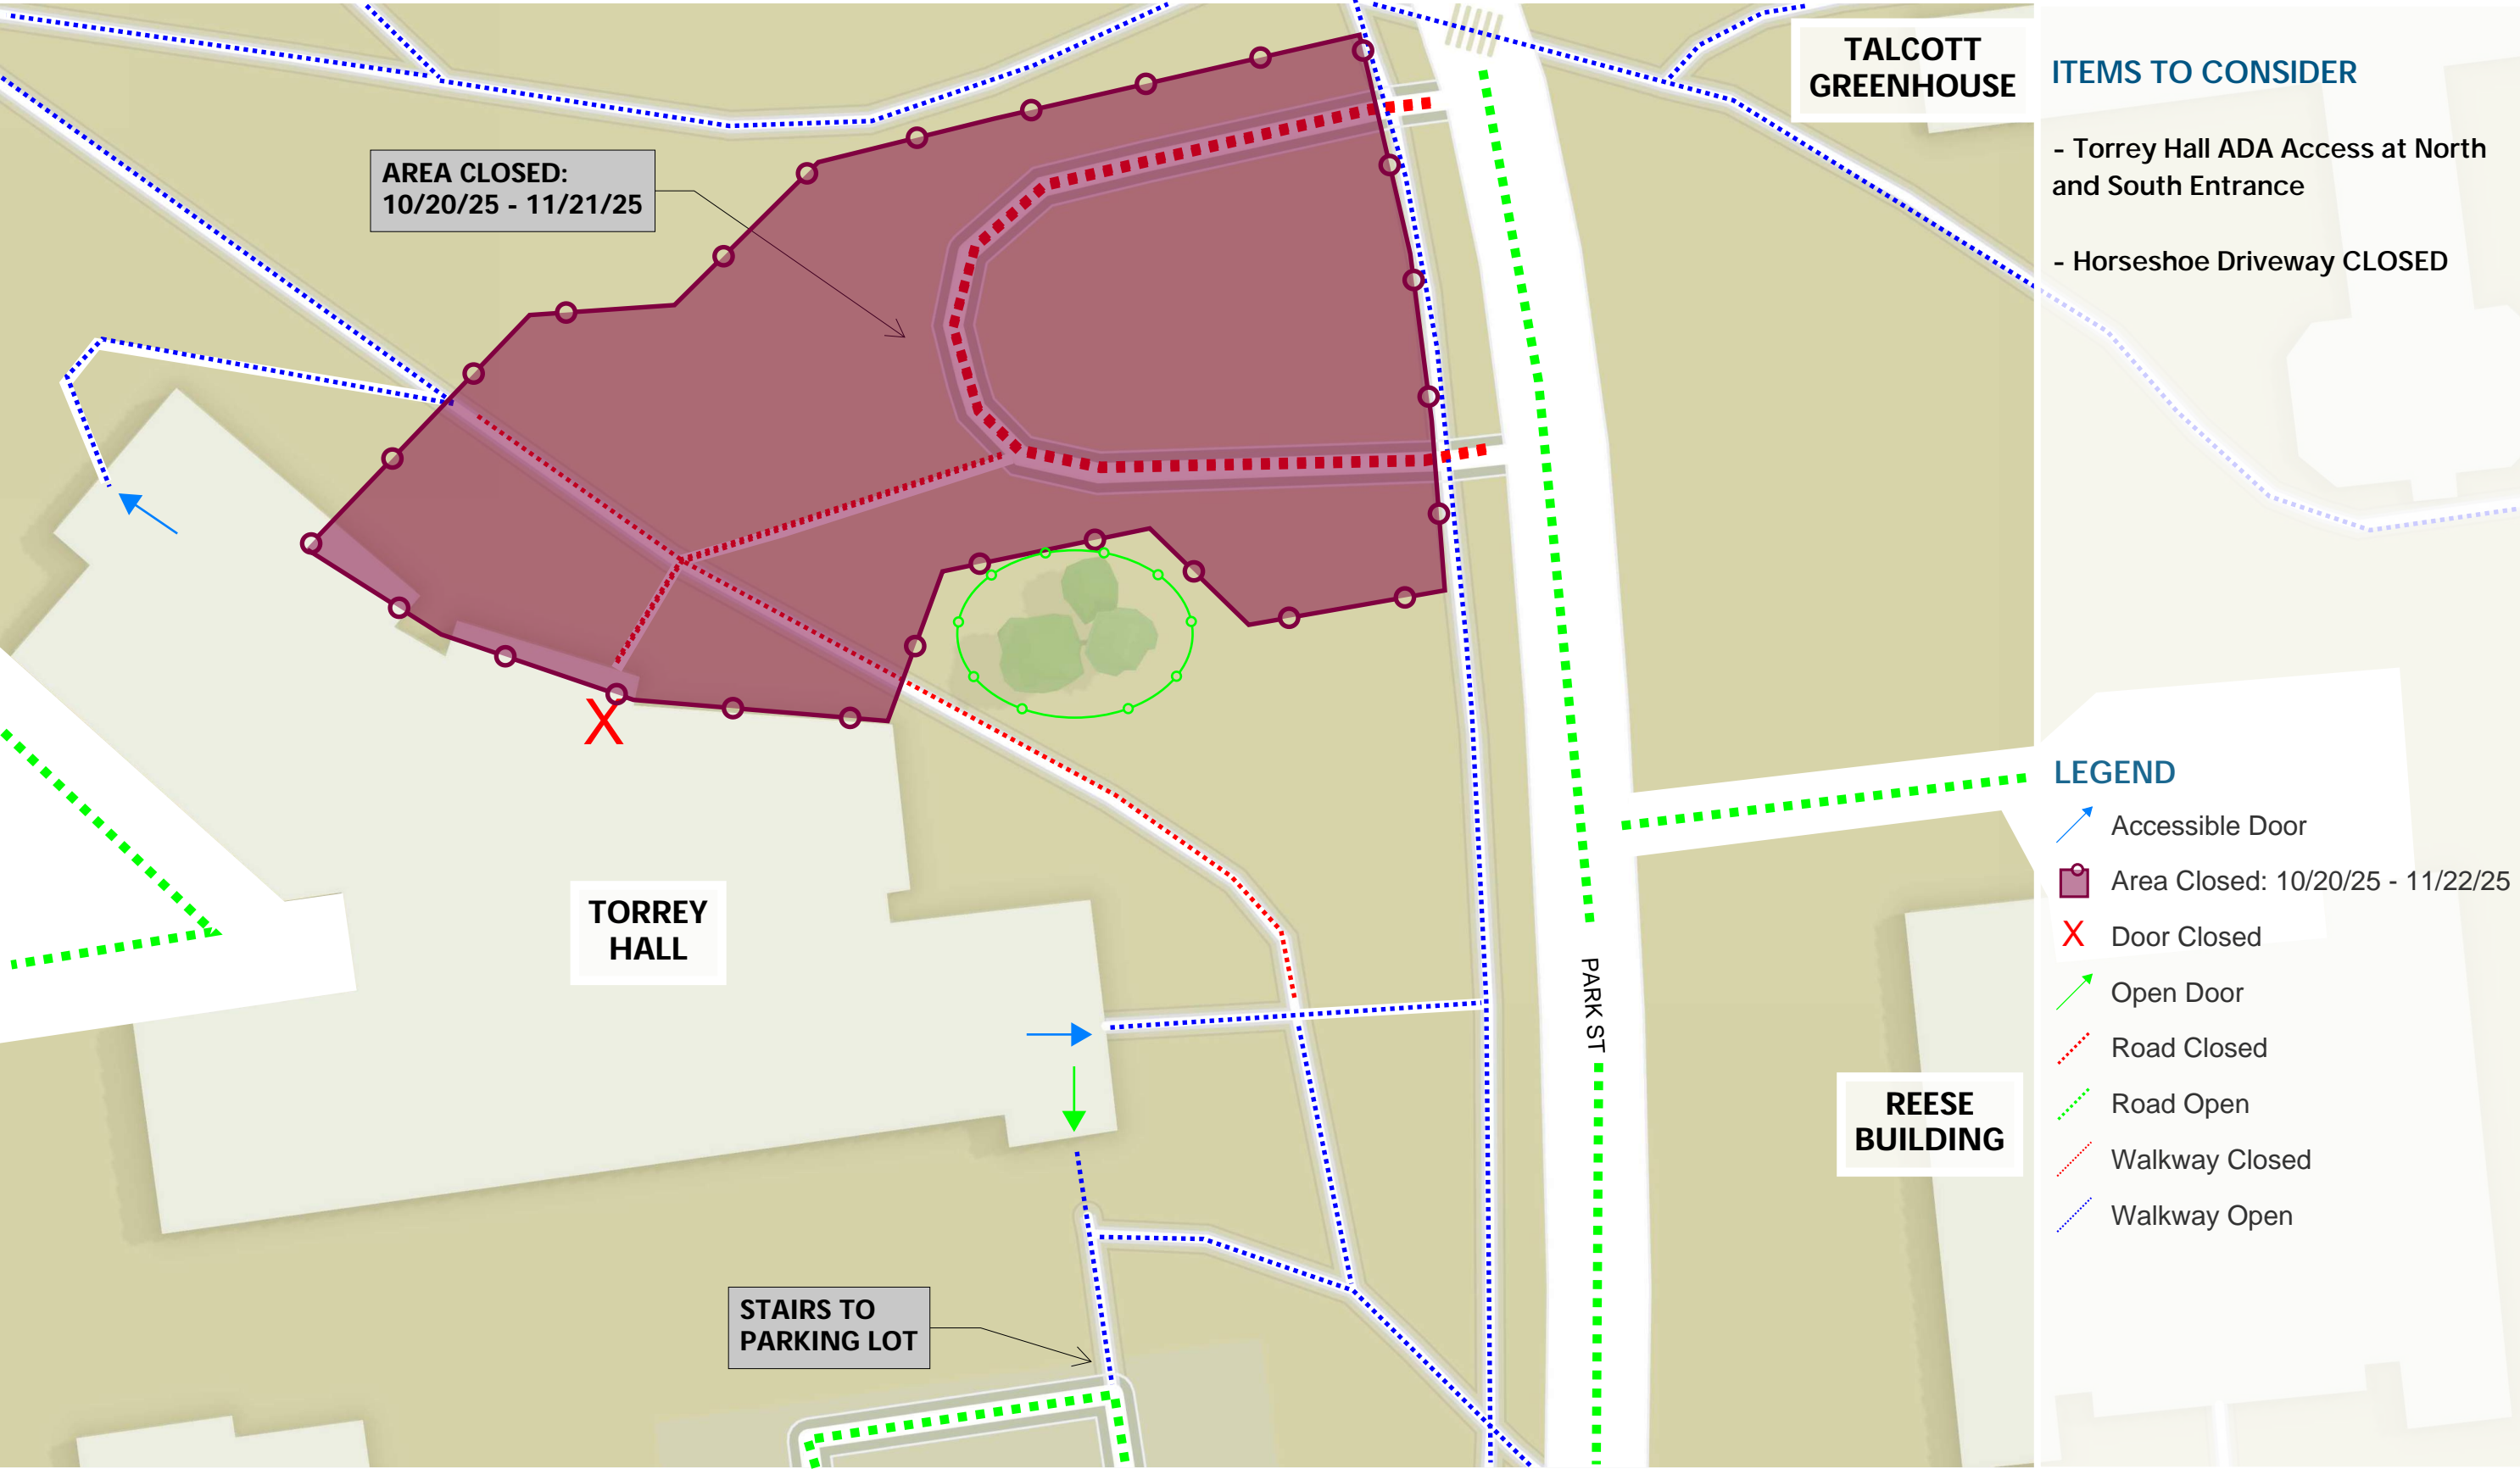 TALCOTT
GREENHOUSE
ITEMS TO CONSIDER
- Torrey Hall ADA Access at North
and South Entrance
- Horseshoe Driveway CLOSED
AREA CLOSED:
10/20/25 - 11/21/25
X
TORREY
HALL
PARK ST
REESE
BUILDING
STAIRS TO
PARKING LOT
LEGEND
Accessible Door
Area Closed: 10/20/25 - 11/22/25
X Door Closed
Open Door
Road Closed
Road Open
Walkway Closed
Walkway Open